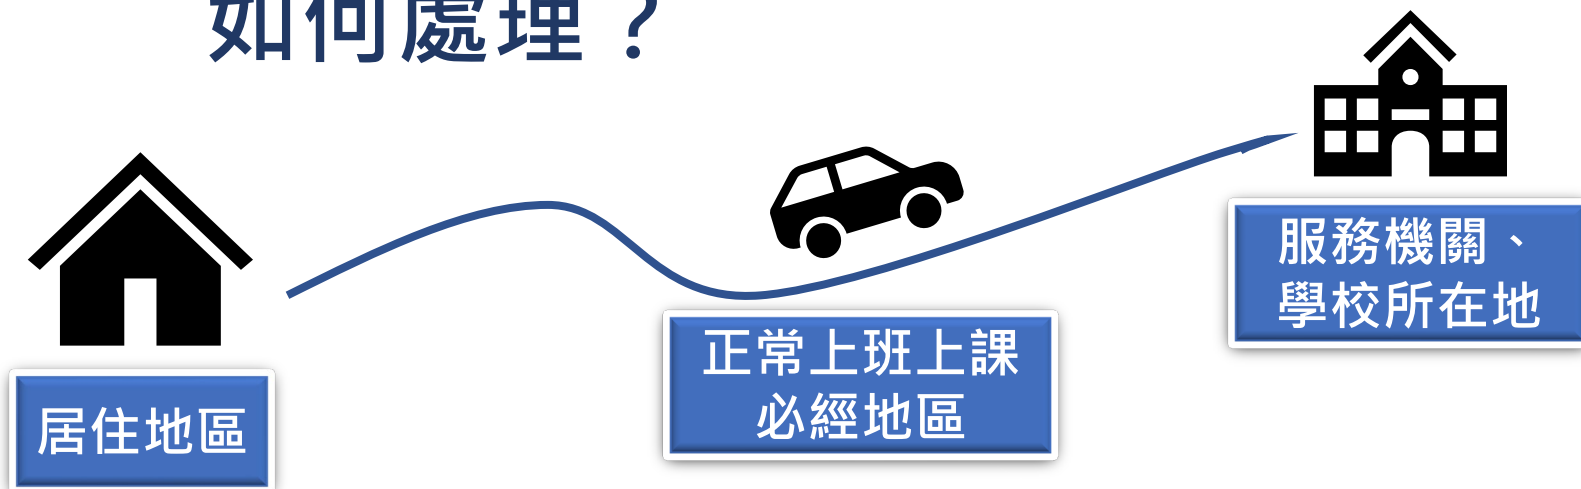 如何處理？
服務機關、
學校所在地
正常上班上課
必經地區
居住地區